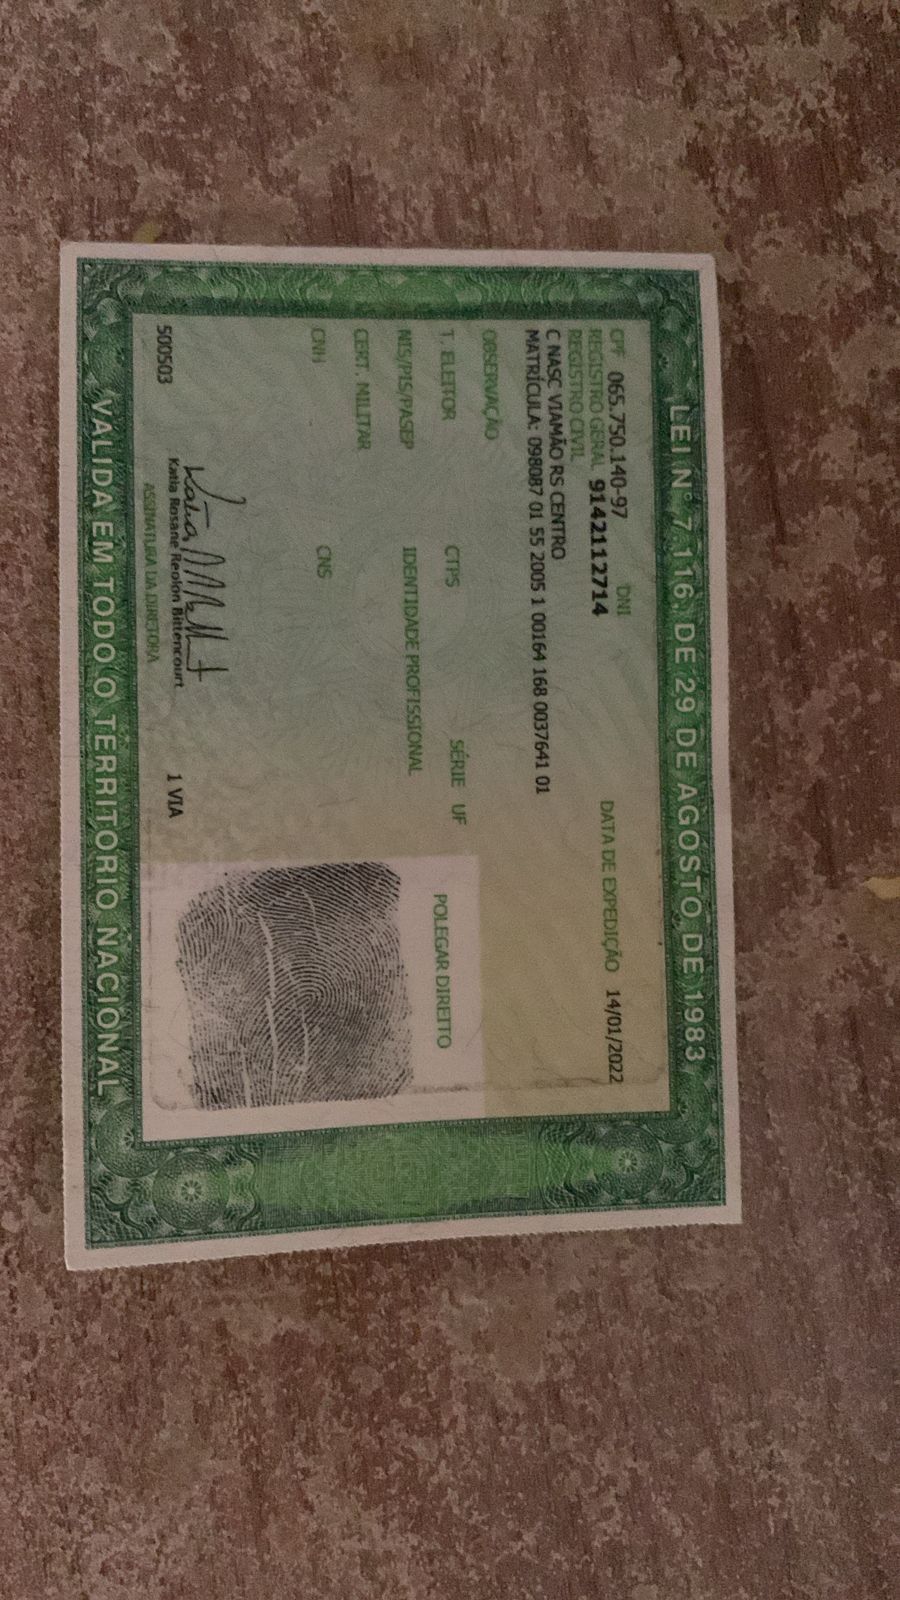 LEI Nº 7.116, DE 29 DE AGOSTO DE 1983
CPF 065.750.140-97 DNI
REGISTRO GERAL 9142112714 DATA DE EXPEDIÇÃO 14/01/2022
REGISTRO CIVIL
C NASC VIAMÃO RS CENTRO
MATRÍCULA: 098087 01 55 2005 1 00164 168 0037641 01
OBSERVAÇÃO
T. ELEITOR CTPS SÉRIE UF
NIS/PIS/PASEP IDENTIDADE PROFISSIONAL
CERT. MILITAR
CNH CNS
POLEGAR DIREITO
Katia Rosane Reolon Bittencourt
500503 1 VIA
ASSINATURA DA DIRETORA
VÁLIDA EM TODO O TERRITÓRIO NACIONAL